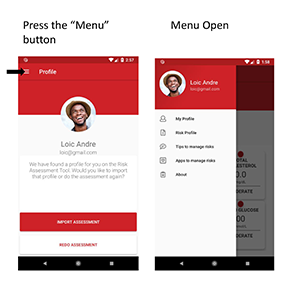 Press the “Menu”
button
Menu Open
3:57
Profile
Loic Andre
loic@gmail.com
We have found a profile for you on the Risk
Assessment Tool. Would you like to import
that profile or do the assessment again?
IMPORT ASSESSMENT
REDO ASSESSMENT
Loic Andre
loic@gmail.com
My Profile
Risk Profile
Tips to manage risks
Apps to manage risks
About